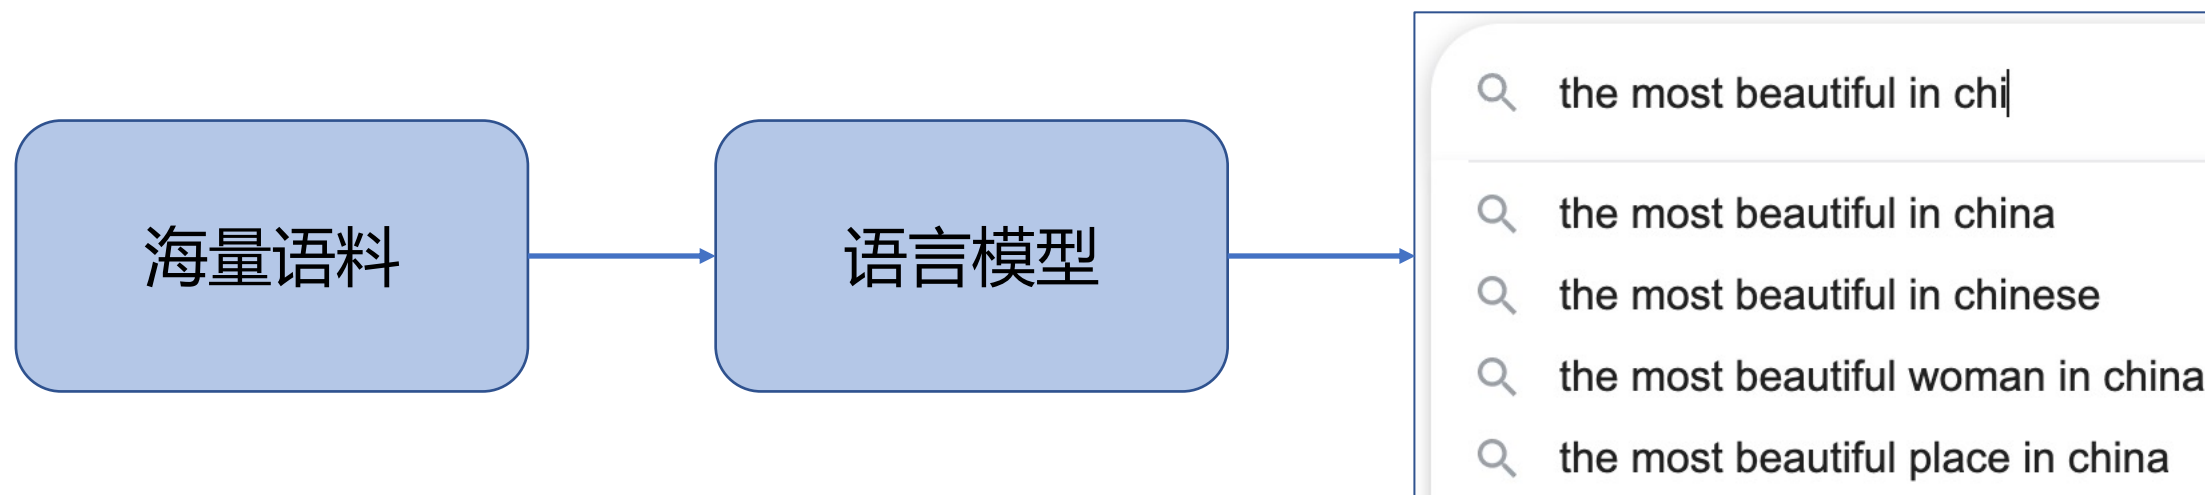 海量语料
语言模型
the most beautiful in chi
the most beautiful in china
the most beautiful in chinese
the most beautiful woman in china
the most beautiful place in china